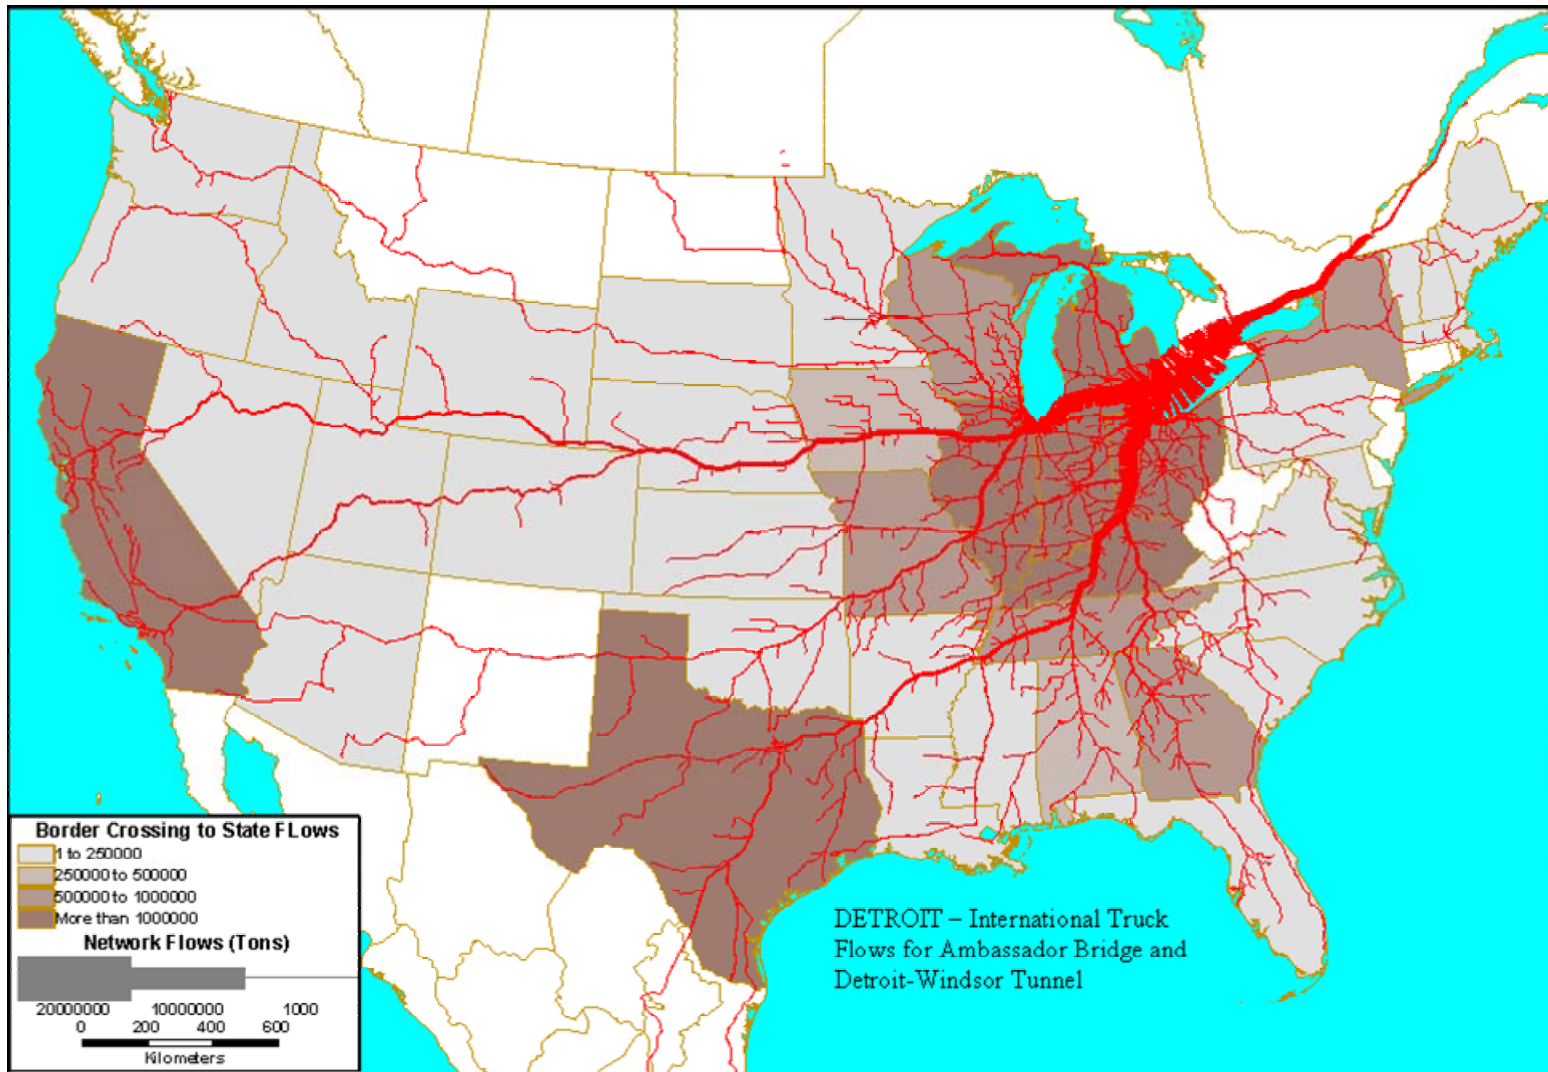 Border Crossing to State FLows
1 to 250000
250000 to 500000
500000 to 1000000
More than 1000000
Network Flows (Tons)
20000000 10000000 1000
0 200 400 600
Kilometers
DETROIT – International Truck
Flows for Ambassador Bridge and
Detroit-Windsor Tunnel